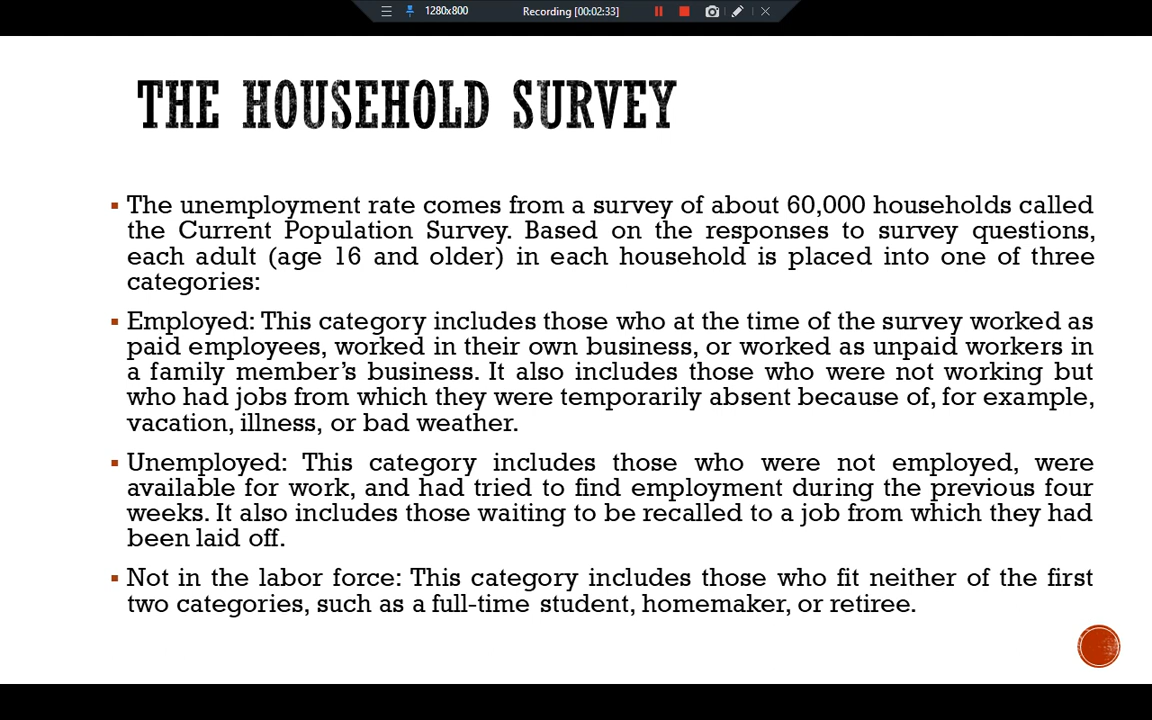 1280x800 Recording [00:02:33]
THE HOUSEHOLD SURVEY
▪ The unemployment rate comes from a survey of about 60,000 households called
the Current Population Survey. Based on the responses to survey questions,
each adult (age 16 and older) in each household is placed into one of three
categories:
▪ Employed: This category includes those who at the time of the survey worked as
paid employees, worked in their own business, or worked as unpaid workers in
a family member’s business. It also includes those who were not working but
who had jobs from which they were temporarily absent because of, for example,
vacation, illness, or bad weather.
▪ Unemployed: This category includes those who were not employed, were
available for work, and had tried to find employment during the previous four
weeks. It also includes those waiting to be recalled to a job from which they had
been laid off.
▪ Not in the labor force: This category includes those who fit neither of the first
two categories, such as a full-time student, homemaker, or retiree.